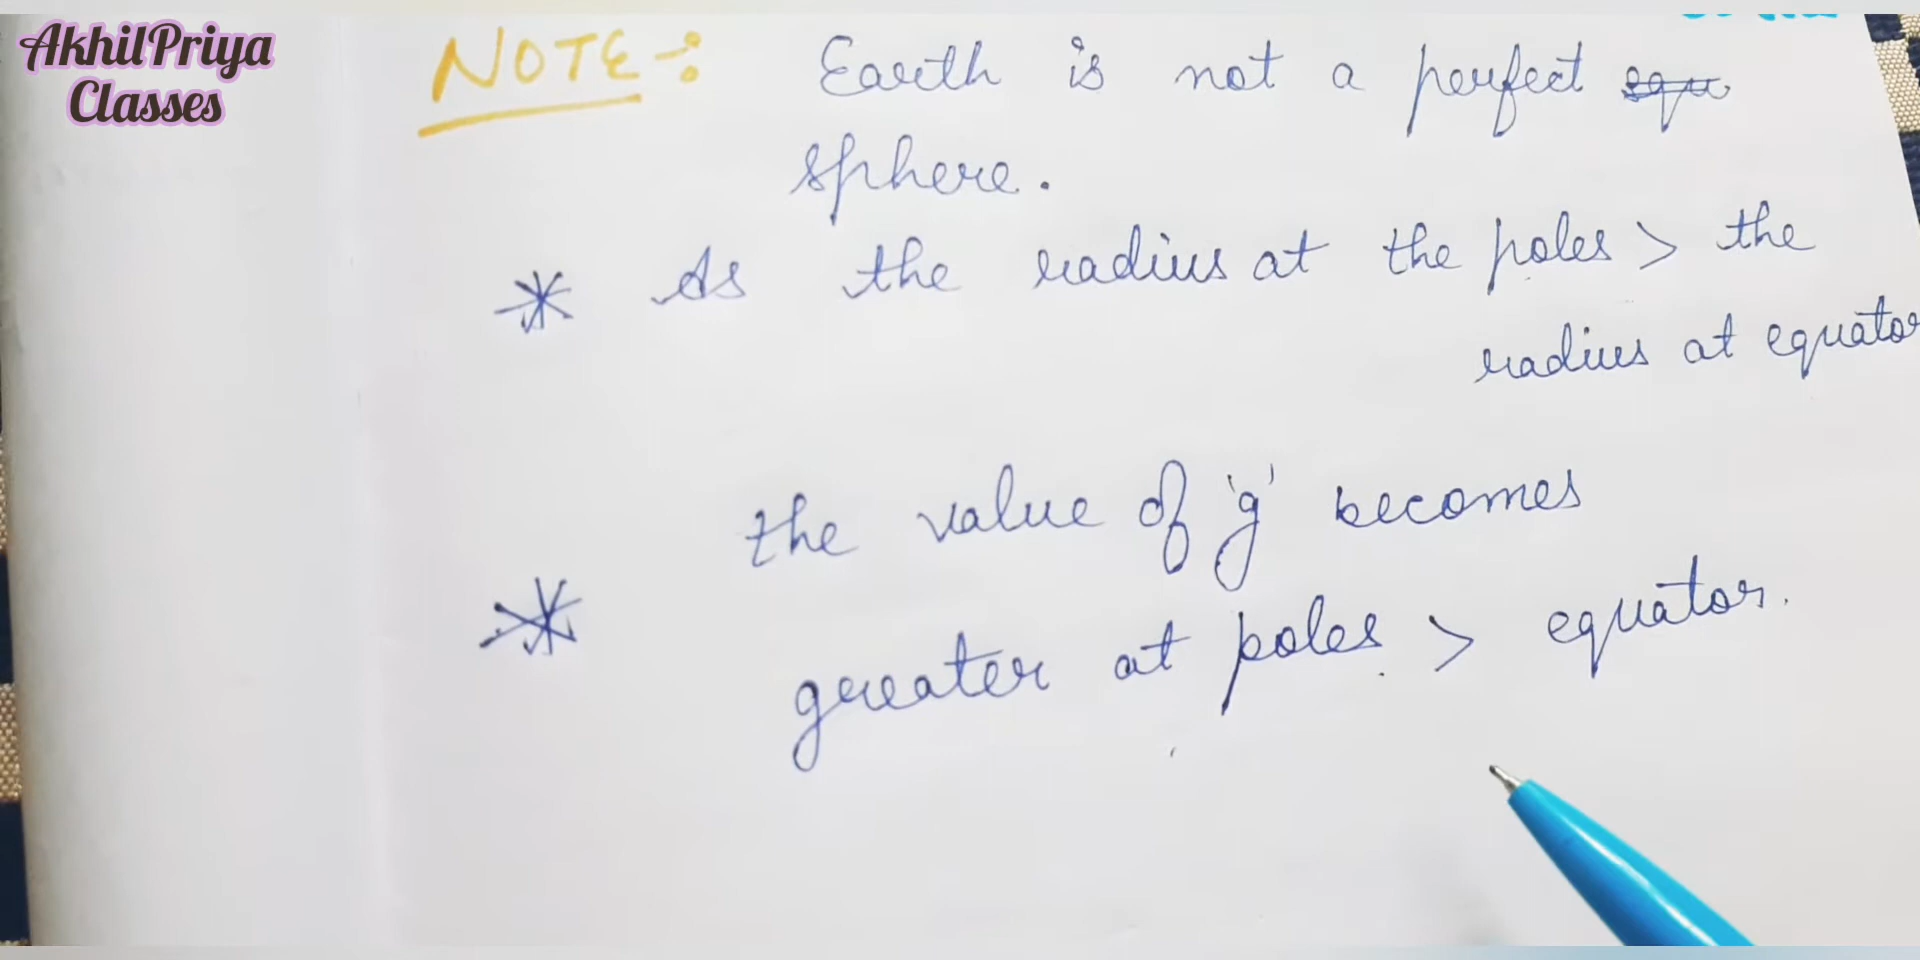 AkhilPriya
Classes
NOTE -: Earth is not a perfect equ
sphere.
* As the radius at the poles > the
radius at equator
the value of 'g' becomes
* greater at poles > equator.